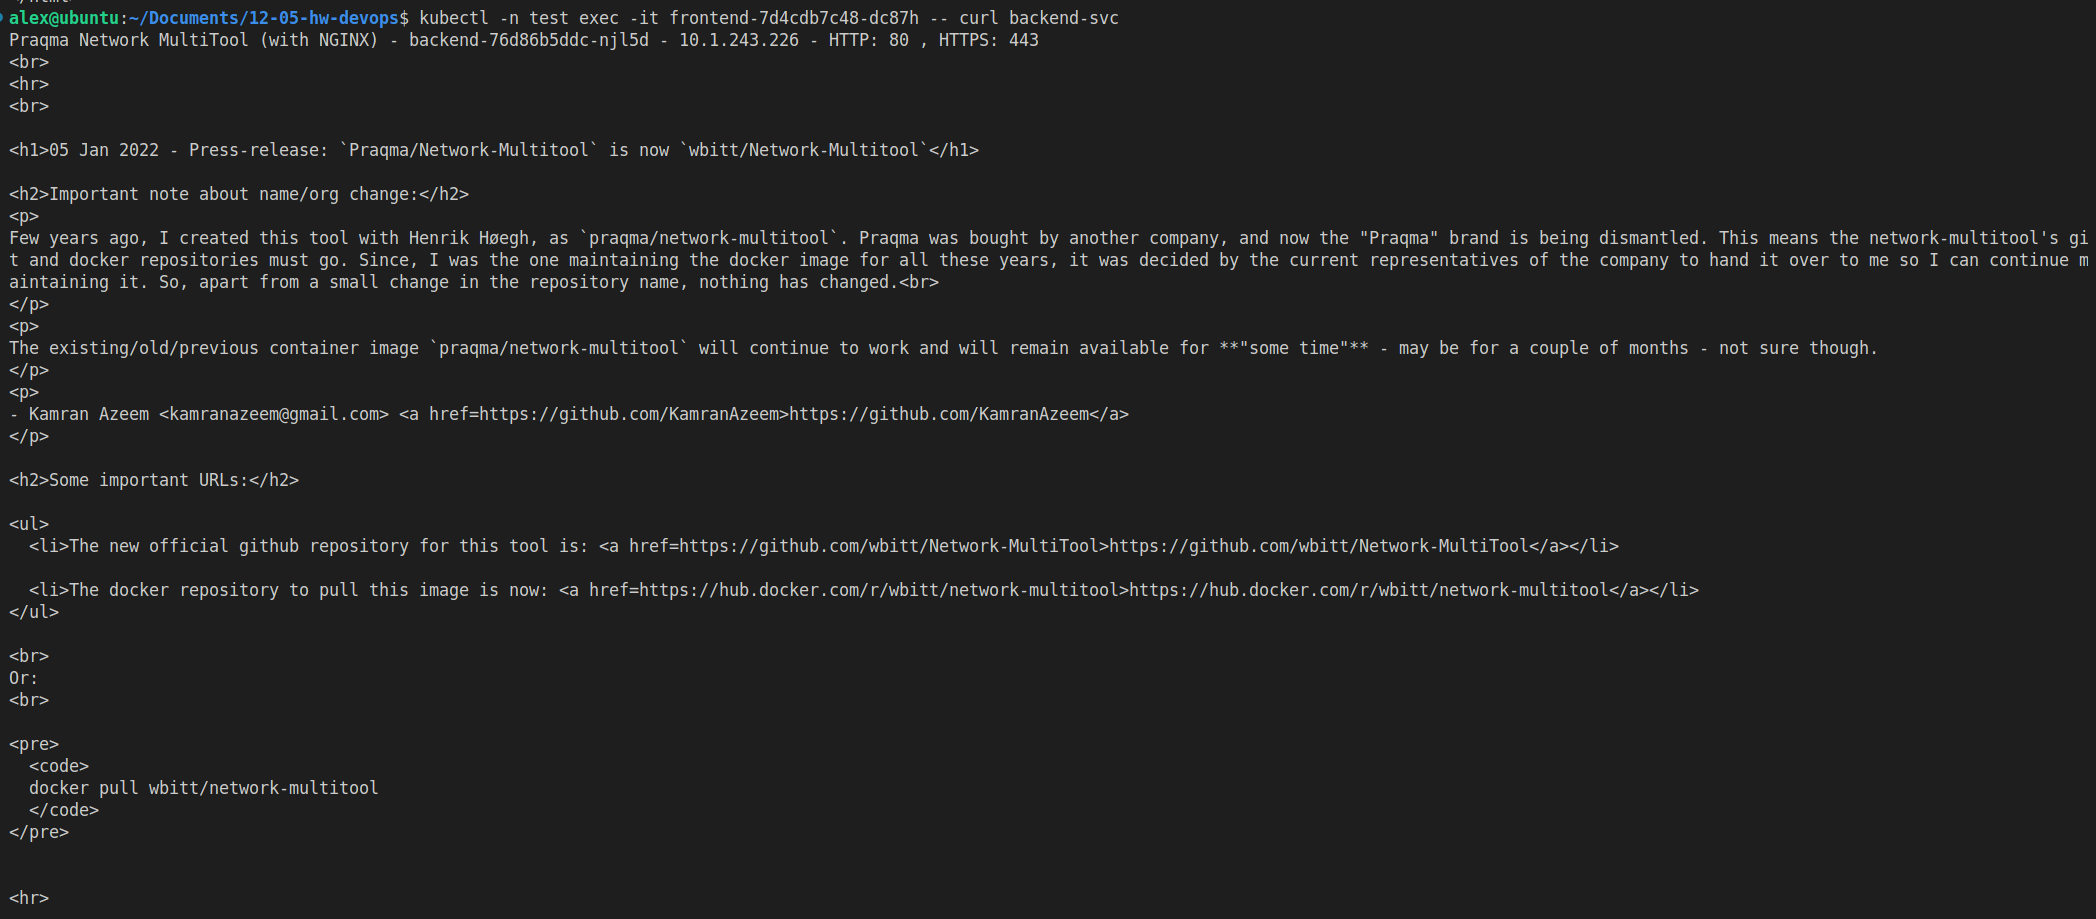 alex@ubuntu:~/Documents/12-05-hw-devops$ kubectl -n test exec -it frontend-7d4cdb7c48-dc87h -- curl backend-svc
Praqma Network MultiTool (with NGINX) - backend-76d86b5ddc-njl5d - 10.1.243.226 - HTTP: 80 , HTTPS: 443
<br>
<hr>
<br>

<h1>05 Jan 2022 - Press-release: `Praqma/Network-Multitool` is now `wbitt/Network-Multitool`</h1>

<h2>Important note about name/org change:</h2>
<p>
Few years ago, I created this tool with Henrik Høegh, as `praqma/network-multitool`. Praqma was bought by another company, and now the "Praqma" brand is being dismantled. This means the network-multitool's gi
t and docker repositories must go. Since, I was the one maintaining the docker image for all these years, it was decided by the current representatives of the company to hand it over to me so I can continue m
aintaining it. So, apart from a small change in the repository name, nothing has changed.<br>
</p>
<p>
The existing/old/previous container image `praqma/network-multitool` will continue to work and will remain available for **"some time"** - may be for a couple of months - not sure though.
</p>
<p>
- Kamran Azeem <kamranazeem@gmail.com> <a href=https://github.com/KamranAzeem>https://github.com/KamranAzeem</a>
</p>

<h2>Some important URLs:</h2>

<ul>
  <li>The new official github repository for this tool is: <a href=https://github.com/wbitt/Network-MultiTool>https://github.com/wbitt/Network-MultiTool</a></li>

  <li>The docker repository to pull this image is now: <a href=https://hub.docker.com/r/wbitt/network-multitool>https://hub.docker.com/r/wbitt/network-multitool</a></li>
</ul>

<br>
Or:
<br>

<pre>
  <code>
  docker pull wbitt/network-multitool
  </code>
</pre>


<hr>